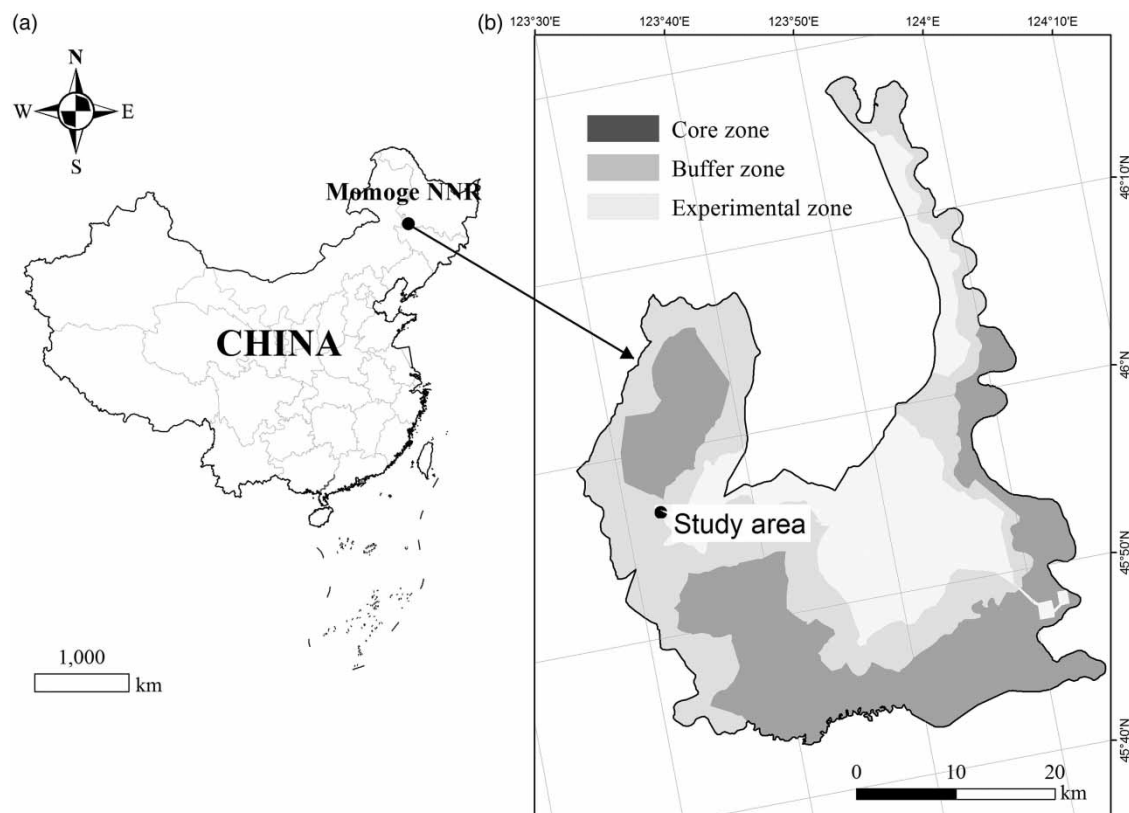 (a)
N
W
E
S
Momoge NNR
CHINA
1,000
km
(b)
123°30'E
123°40'E
123°50'E
124°E
124°10'E
Core zone
Buffer zone
Experimental zone
46°10'N
46°N
45°50'N
45°40'N
Study area
0
10
20
km